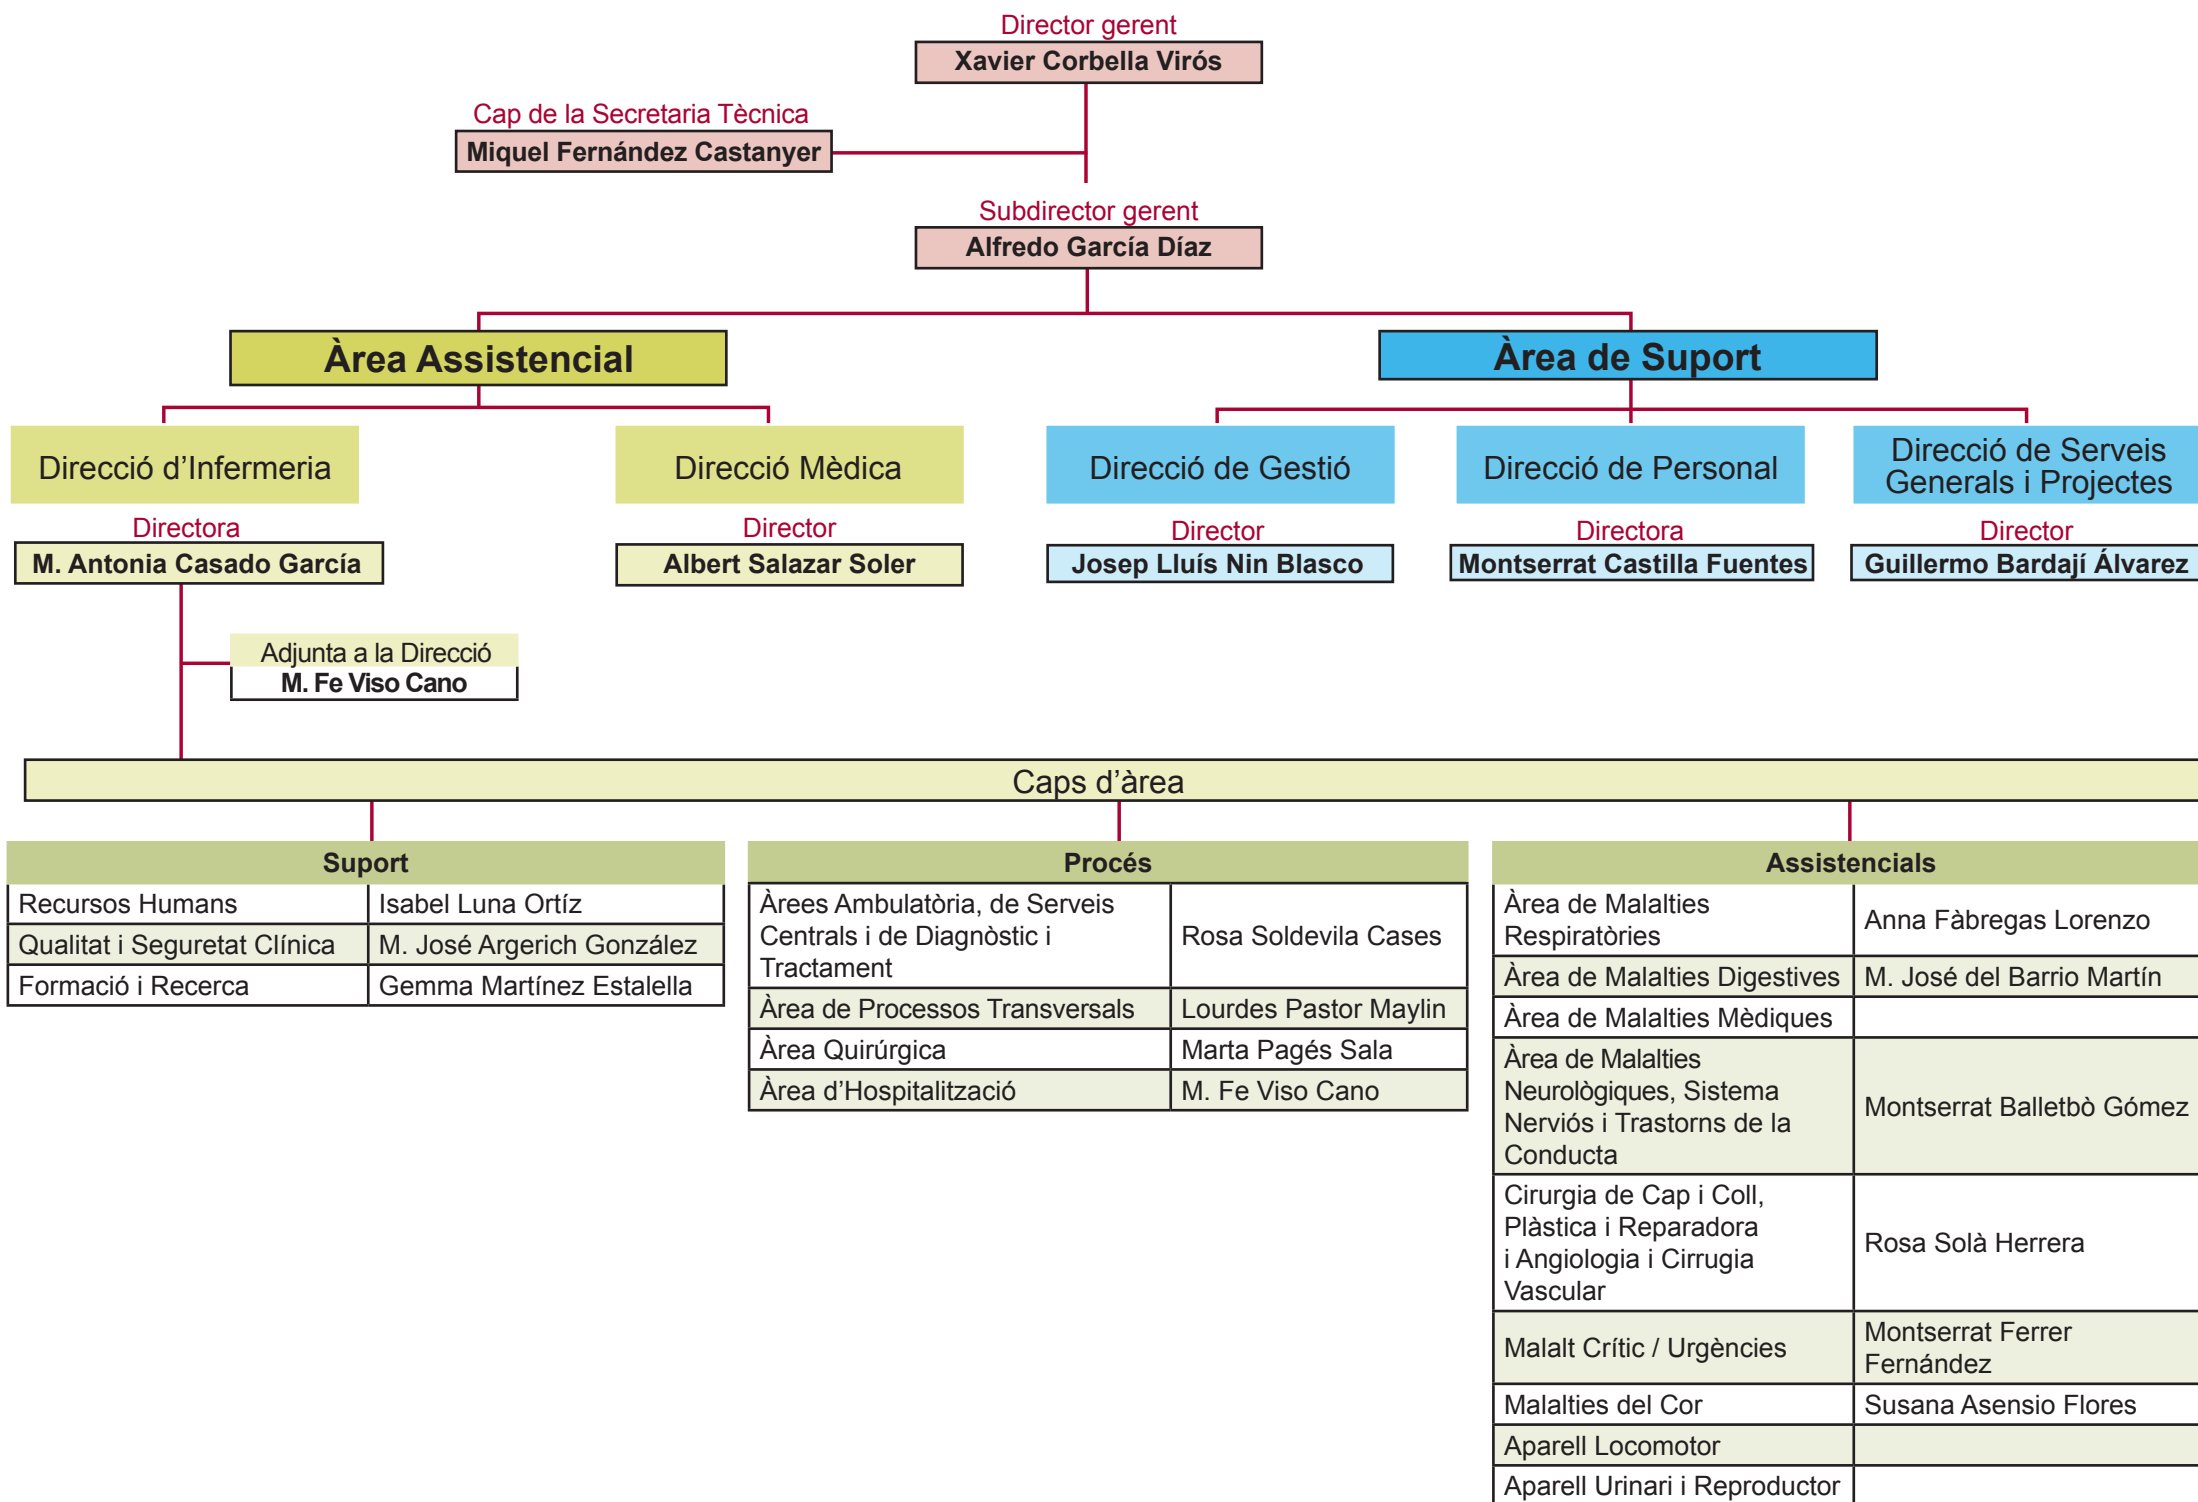 Director gerent
Xavier Corbella Virós
Cap de la Secretaria Tècnica
Miquel Fernández Castanyer
Subdirector gerent
Alfredo García Díaz
Àrea Assistencial
Àrea de Suport
Direcció d’Infermeria
Direcció Mèdica
Direcció de Gestió
Direcció de Personal
Direcció de Serveis
Generals i Projectes
Directora
M. Antonia Casado García
Director
Albert Salazar Soler
Director
Josep Lluís Nin Blasco
Directora
Montserrat Castilla Fuentes
Director
Guillermo Bardají Álvarez
Adjunta a la Direcció
M. Fe Viso Cano
Caps d’àrea
Suport
Recursos Humans
Isabel Luna Ortíz
Qualitat i Seguretat Clínica
M. José Argerich González
Formació i Recerca
Gemma Martínez Estalella
Procés
Àrees Ambulatòria, de Serveis
Centrals i de Diagnòstic i
Tractament
Rosa Soldevila Cases
Àrea de Processos Transversals
Lourdes Pastor Maylin
Àrea Quirúrgica
Marta Pagés Sala
Àrea d’Hospitalització
M. Fe Viso Cano
Assistencials
Àrea de Malalties
Respiratòries
Anna Fàbregas Lorenzo
Àrea de Malalties Digestives
M. José del Barrio Martín
Àrea de Malalties Mèdiques
Àrea de Malalties
Neurològiques, Sistema
Nerviós i Trastorns de la
Conducta
Montserrat Balletbò Gómez
Cirurgia de Cap i Coll,
Plàstica i Reparadora
i Angiologia i Cirrugia
Vascular
Rosa Solà Herrera
Malalt Crític / Urgències
Montserrat Ferrer
Fernández
Malalties del Cor
Susana Asensio Flores
Aparell Locomotor
Aparell Urinari i Reproductor